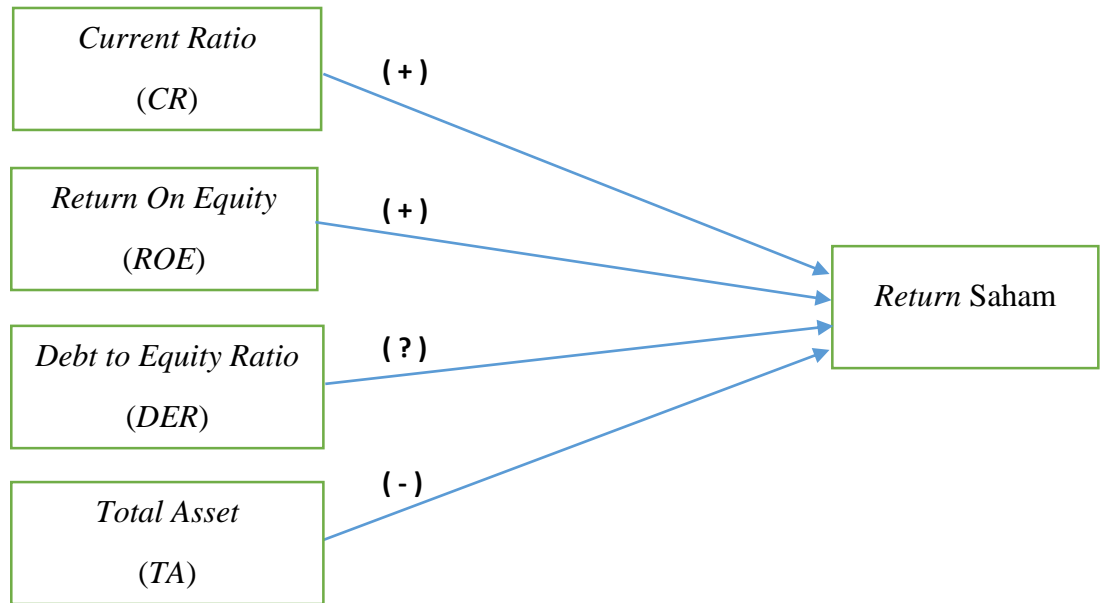 Current Ratio
(CR)
( + )
Return On Equity
(ROE)
( + )
Return Saham
Debt to Equity Ratio
(DER)
( ? )
Total Asset
(TA)
( - )